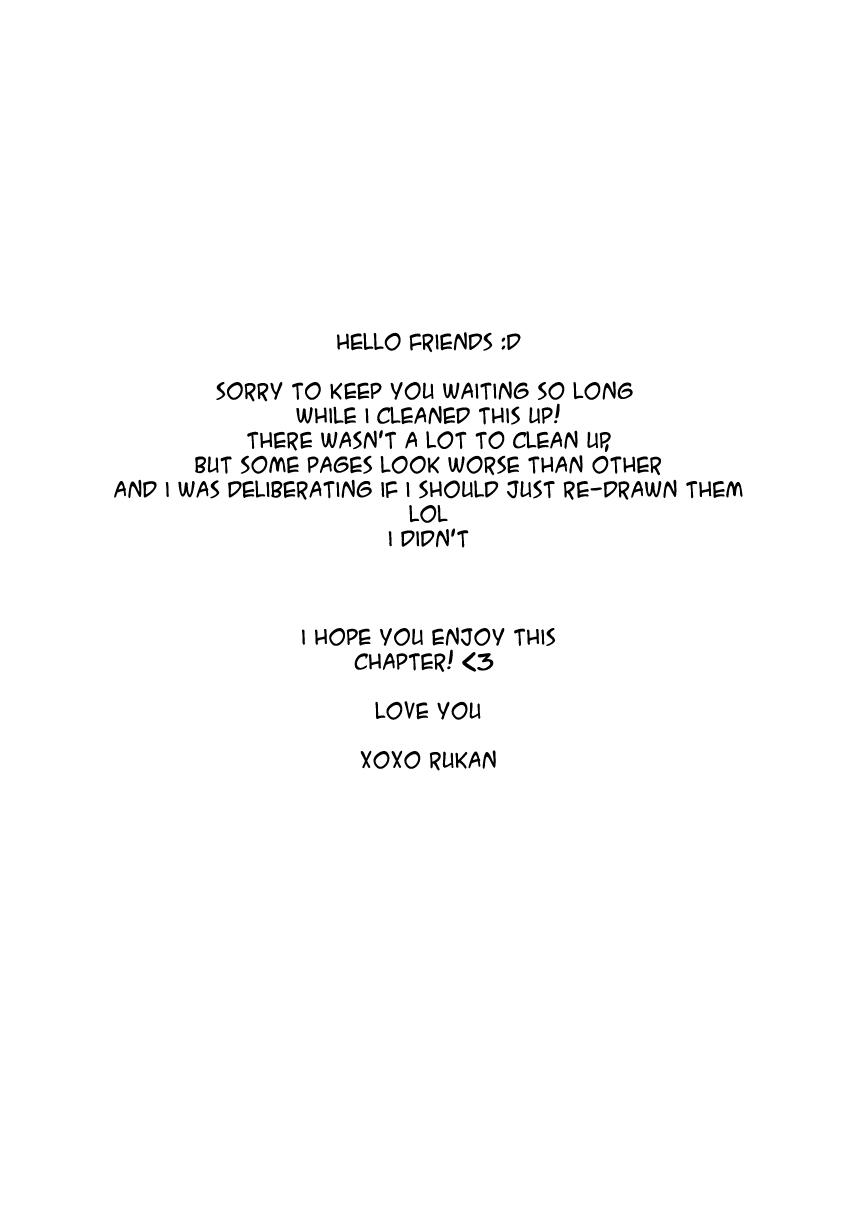 HELLO FRIENDS :D
SORRY TO KEEP YOU WAITING SO LONG
WHILE I CLEANED THIS UP!
THERE WASN'T A LOT TO CLEAN UP,
BUT SOME PAGES LOOK WORSE THAN OTHER
AND I WAS DELIBERATING IF I SHOULD JUST RE-DRAWN THEM
LOL
I DIDN'T
I HOPE YOU ENJOY THIS
CHAPTER! <3
LOVE YOU
XOXO RUKAN